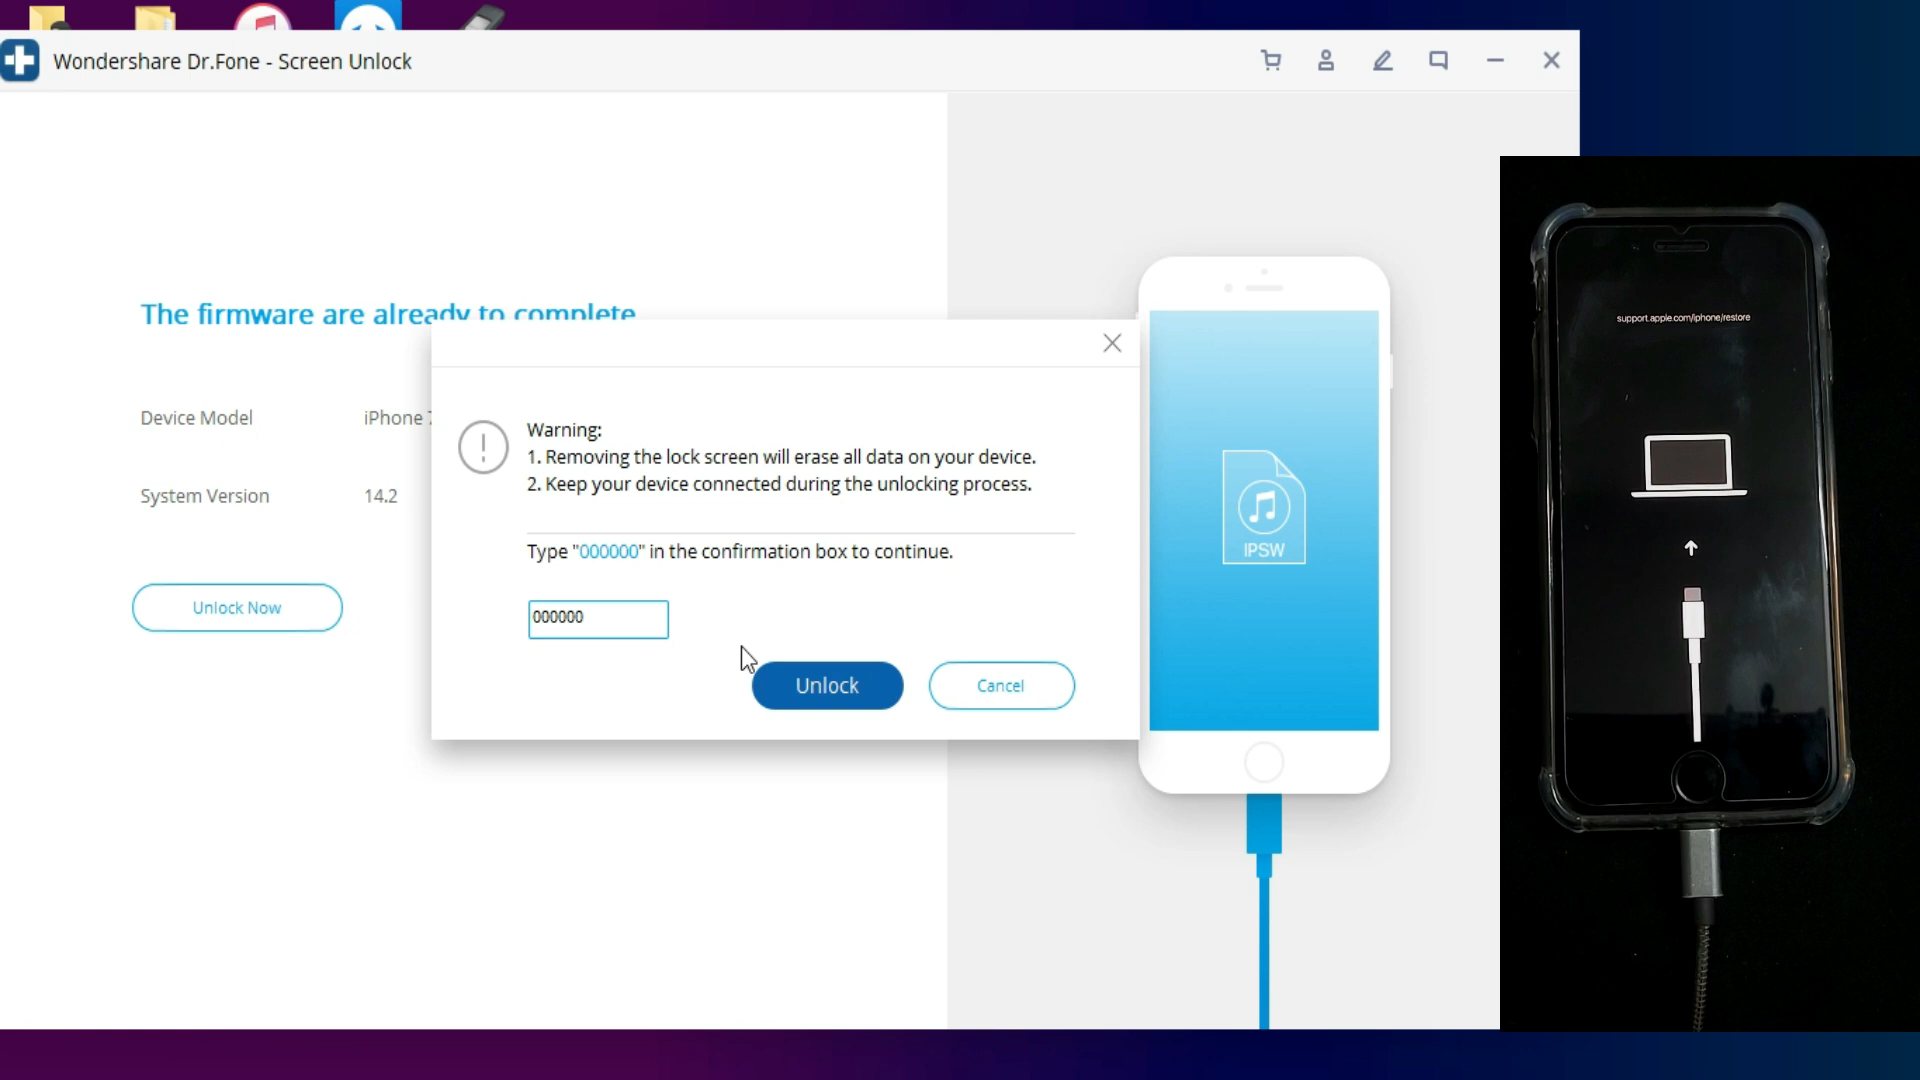 Wondershare Dr.Fone - Screen Unlock
The firmware are already to complete
Device Model
iPhone
System Version
14.2
Unlock Now
Warning:
1. Removing the lock screen will erase all data on your device.
2. Keep your device connected during the unlocking process.
Type "000000" in the confirmation box to continue.
000000
Unlock
Cancel
IPSW
support.apple.com/iphone/restore